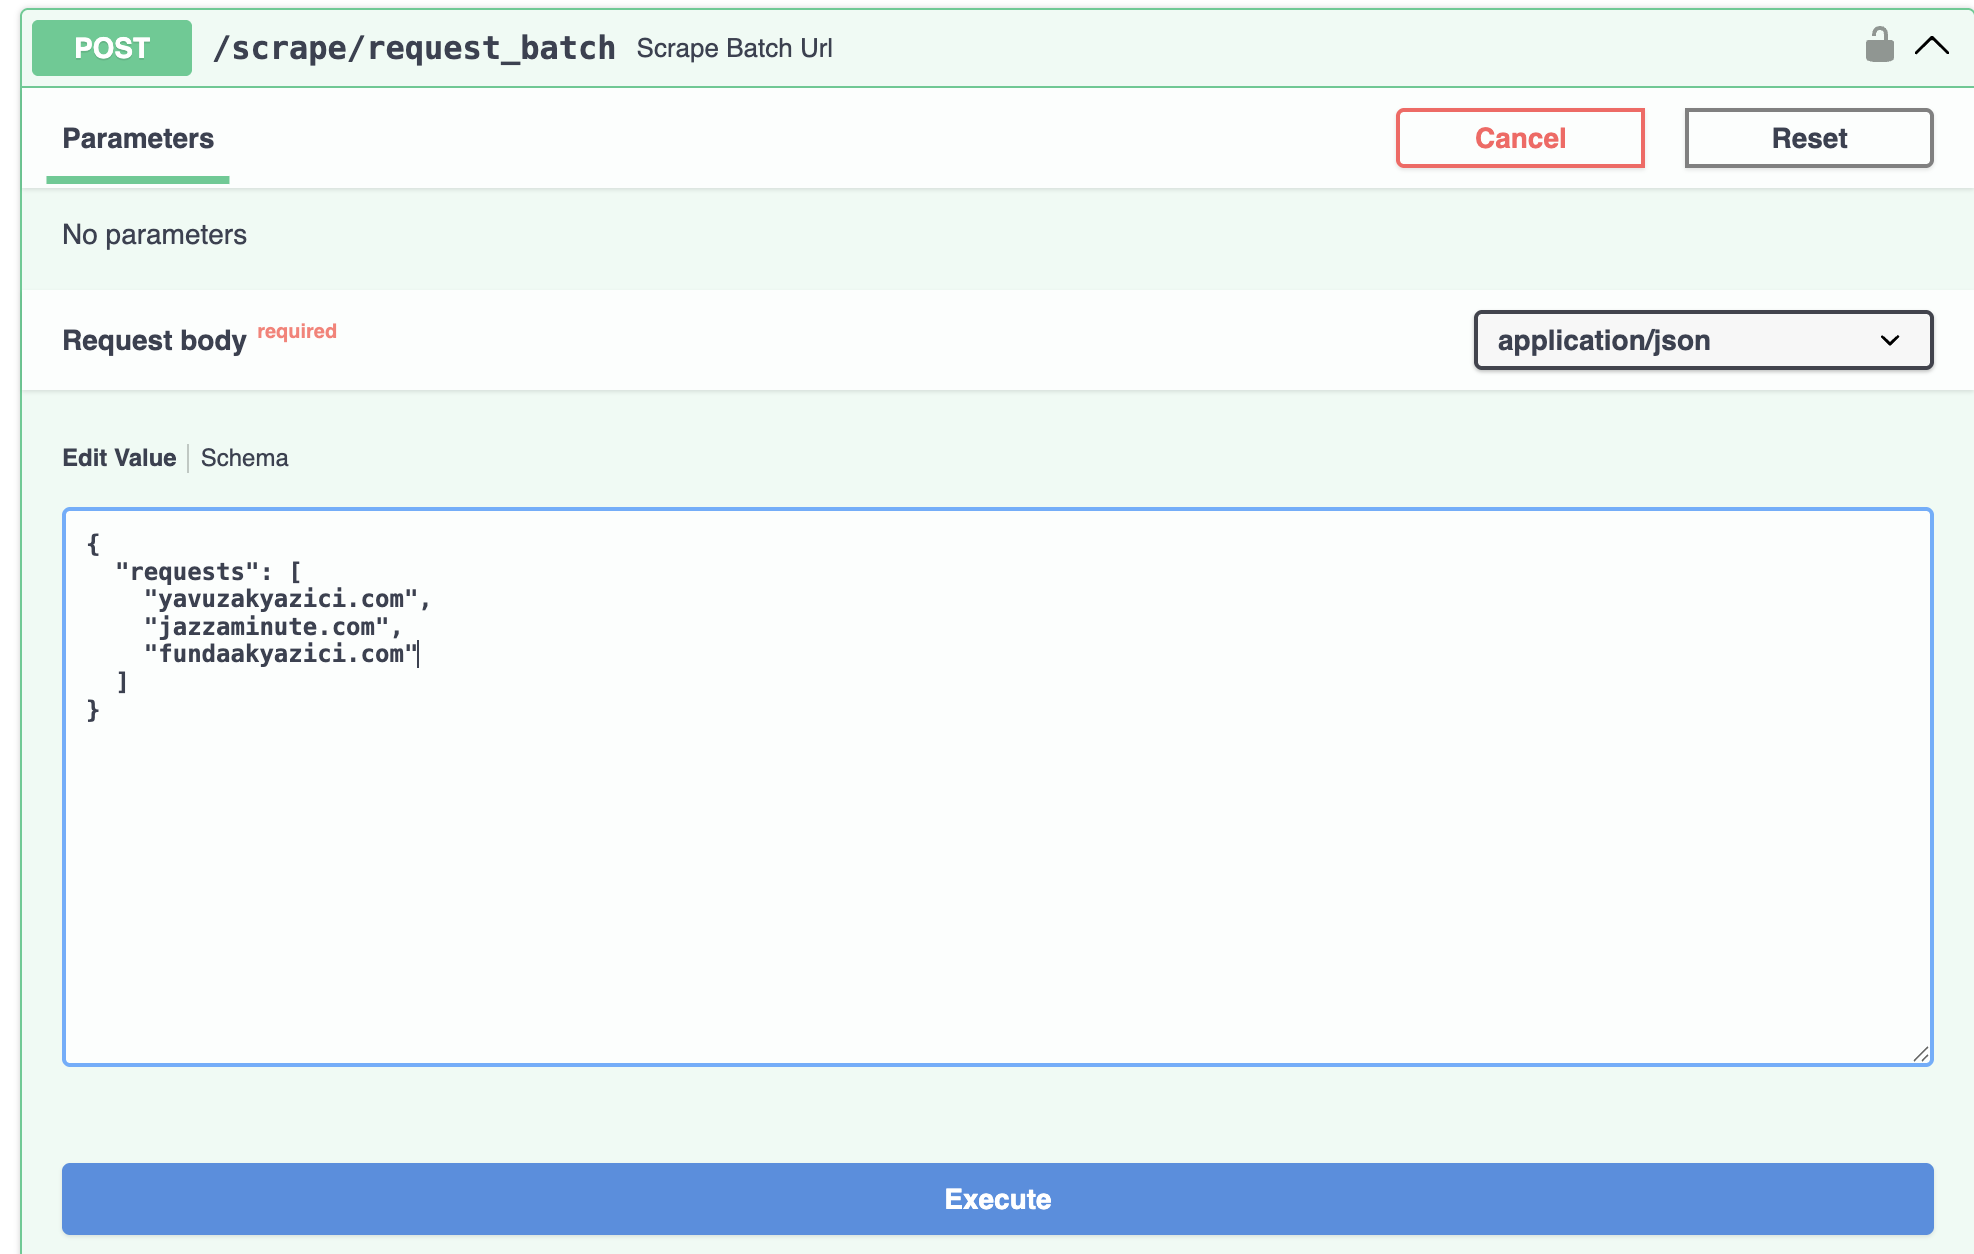 POST /scrape/request_batch Scrape Batch Url
Parameters Cancel Reset
No parameters
Request body required application/json
Edit Value Schema
{
  "requests": [
    "yavuzakyazici.com",
    "jazzaminute.com",
    "fundaakyazici.com"
  ]
}
Execute